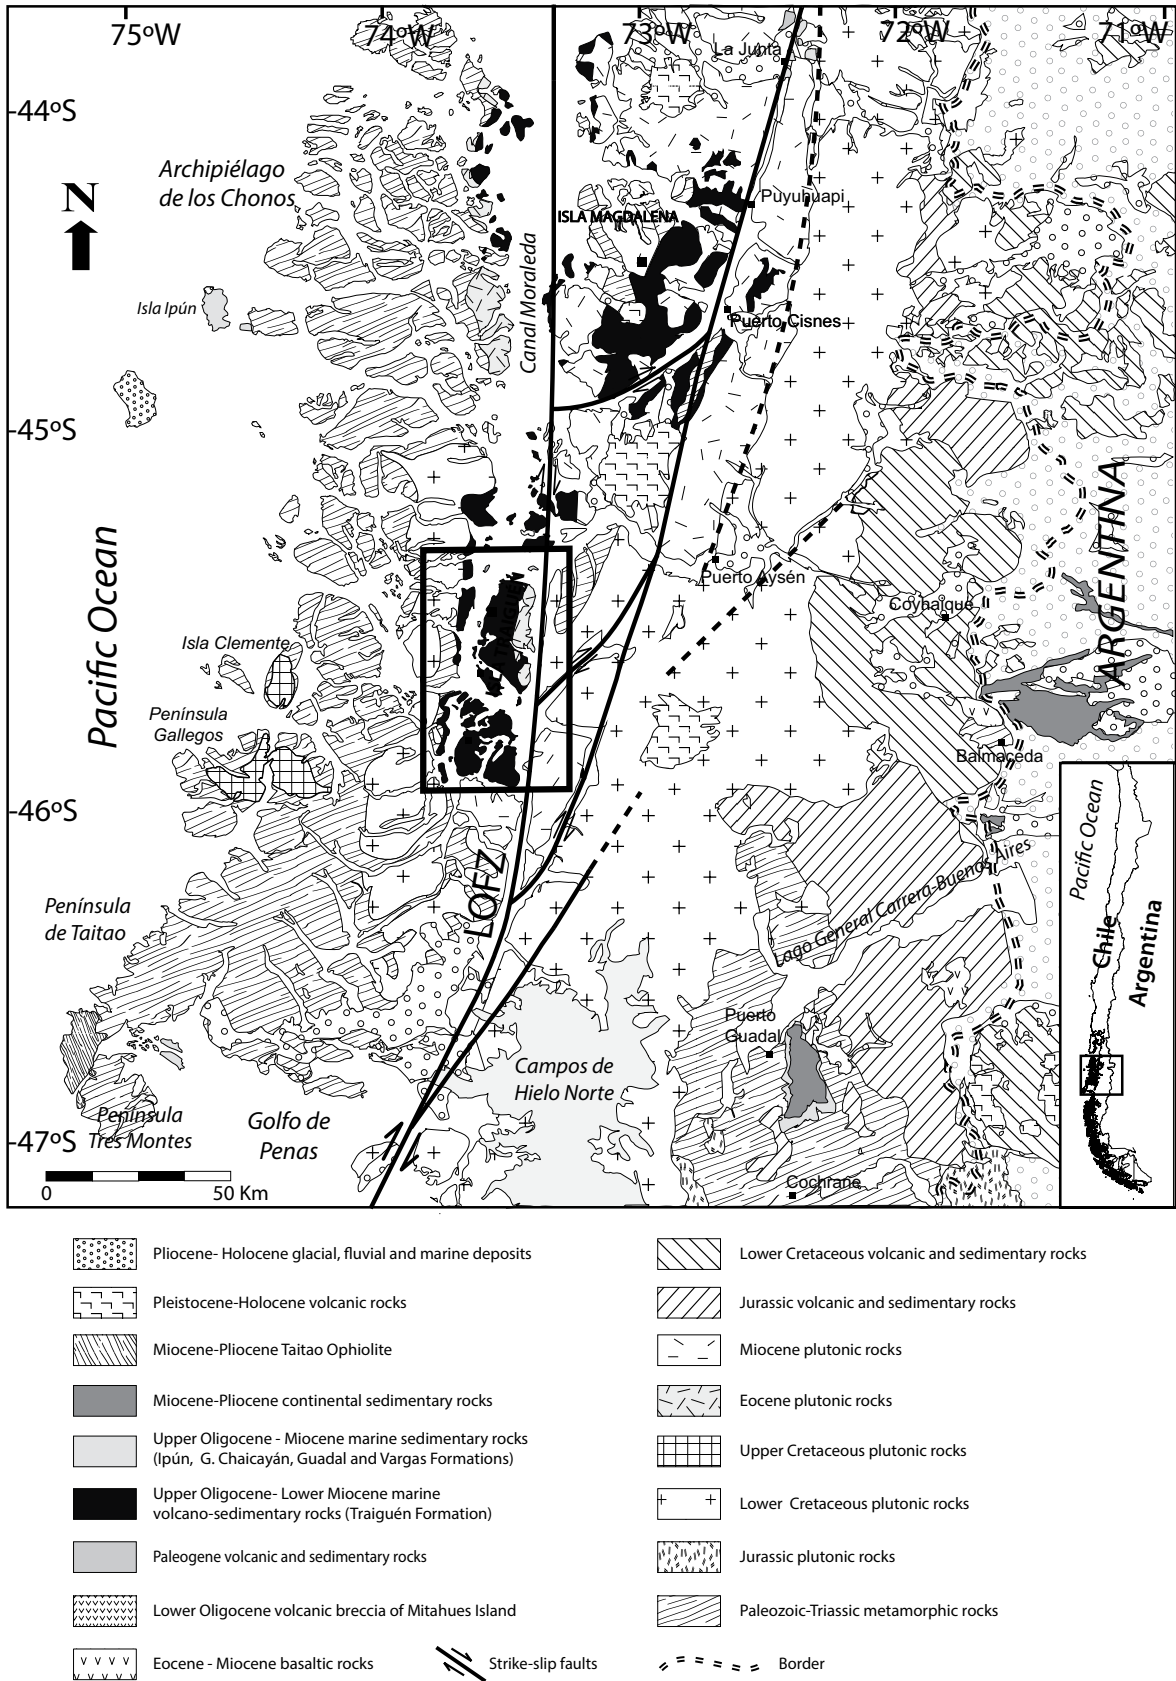 75ºW
74ºW
73ºW
72ºW
71ºW
La Junta
-44ºS
Archipiélago
de los Chonos
N
Puyuhuapi
ISLA MAGDALENA
Canal Moraleda
Isla Ipún
Puerto Cisnes
-45ºS
ARGENTINA
Pacific Ocean
Puerto Aysén
Coyhaique
TRAIGUÉN
Isla Clemente
Península
Gallegos
Balmaceda
-46ºS
LOFZ
Península
de Taitao
Lago General Carrera-Buenos Aires
Pacific Ocean
Chile
Argentina
Puerto
Guadal
Campos de
Hielo Norte
Península
Tres Montes
Golfo de
Penas
-47ºS
0
50 Km
Cochrane
Pliocene- Holocene glacial, fluvial and marine deposits
Pleistocene-Holocene volcanic rocks
Miocene-Pliocene Taitao Ophiolite
Miocene-Pliocene continental sedimentary rocks
Upper Oligocene - Miocene marine sedimentary rocks
(Ipún, G. Chaicayán, Guadal and Vargas Formations)
Upper Oligocene- Lower Miocene marine
volcano-sedimentary rocks (Traiguén Formation)
Paleogene volcanic and sedimentary rocks
Lower Oligocene volcanic breccia of Mitahues Island
Eocene - Miocene basaltic rocks
Strike-slip faults
Lower Cretaceous volcanic and sedimentary rocks
Jurassic volcanic and sedimentary rocks
Miocene plutonic rocks
Eocene plutonic rocks
Upper Cretaceous plutonic rocks
Lower Cretaceous plutonic rocks
Jurassic plutonic rocks
Paleozoic-Triassic metamorphic rocks
Border